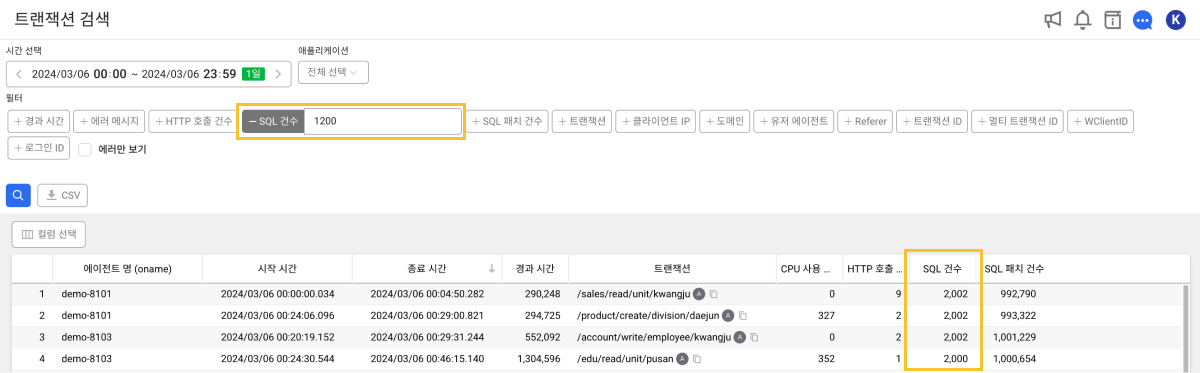 트랜잭션 검색
K
시간 선택
애플리케이션
2024/03/06 00:00 ~ 2024/03/06 23:59 1일
전체 선택
필터
+ 경과 시간 + 에러 메시지 + HTTP 호출 건수 − SQL 건수 1200 + SQL 패치 건수 + 트랜잭션 + 클라이언트 IP + 도메인 + 유저 에이전트 + Referer + 트랜잭션 ID + 멀티 트랜잭션 ID + WClientID
+ 로그인 ID 에러만 보기
CSV
컬럼 선택
에이전트 명 (oname) 시작 시간 종료 시간 ↓ 경과 시간 트랜잭션 CPU 사용 ... HTTP 호출 ... SQL 건수 SQL 패치 건수
1 demo-8101 2024/03/06 00:00:00.034 2024/03/06 00:04:50.282 290,248 /sales/read/unit/kwangju A 0 9 2,002 992,790
2 demo-8101 2024/03/06 00:24:06.096 2024/03/06 00:29:00.821 294,725 /product/create/division/daejun A 327 2 2,002 993,322
3 demo-8103 2024/03/06 00:20:19.152 2024/03/06 00:29:31.244 552,092 /account/write/employee/kwangju A 0 2 2,002 1,001,229
4 demo-8103 2024/03/06 00:24:30.544 2024/03/06 00:46:15.140 1,304,596 /edu/read/unit/pusan A 352 1 2,000 1,000,654